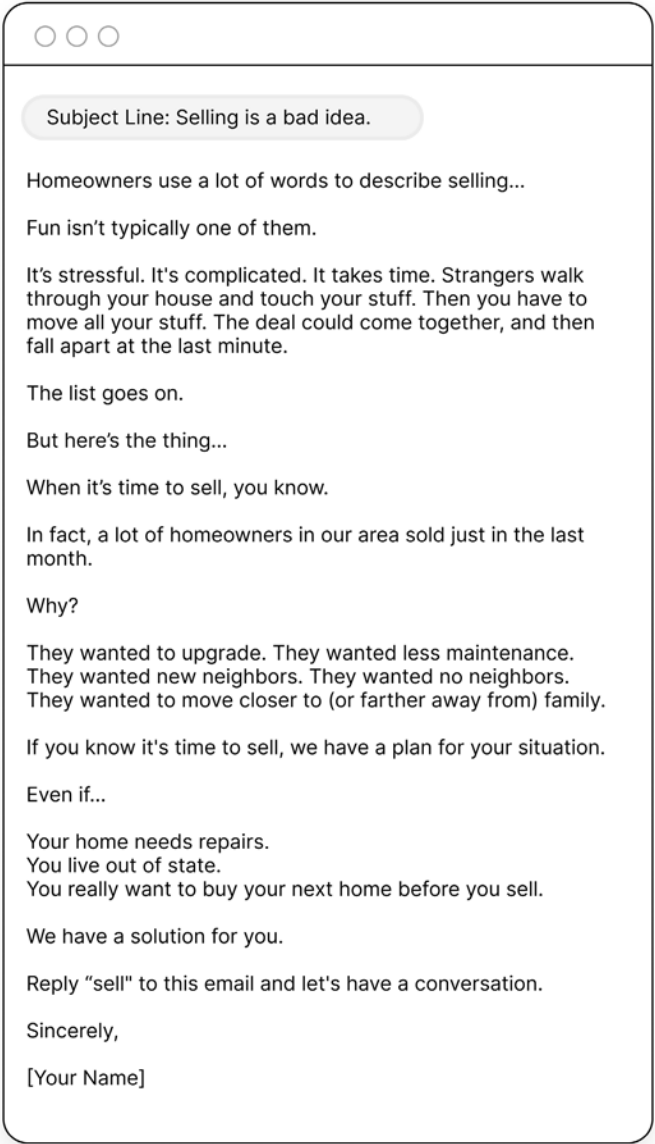 Subject Line: Selling is a bad idea.
Homeowners use a lot of words to describe selling...
Fun isn’t typically one of them.
It’s stressful. It's complicated. It takes time. Strangers walk
through your house and touch your stuff. Then you have to
move all your stuff. The deal could come together, and then
fall apart at the last minute.
The list goes on.
But here’s the thing...
When it’s time to sell, you know.
In fact, a lot of homeowners in our area sold just in the last
month.
Why?
They wanted to upgrade. They wanted less maintenance.
They wanted new neighbors. They wanted no neighbors.
They wanted to move closer to (or farther away from) family.
If you know it's time to sell, we have a plan for your situation.
Even if...
Your home needs repairs.
You live out of state.
You really want to buy your next home before you sell.
We have a solution for you.
Reply “sell" to this email and let's have a conversation.
Sincerely,
[Your Name]